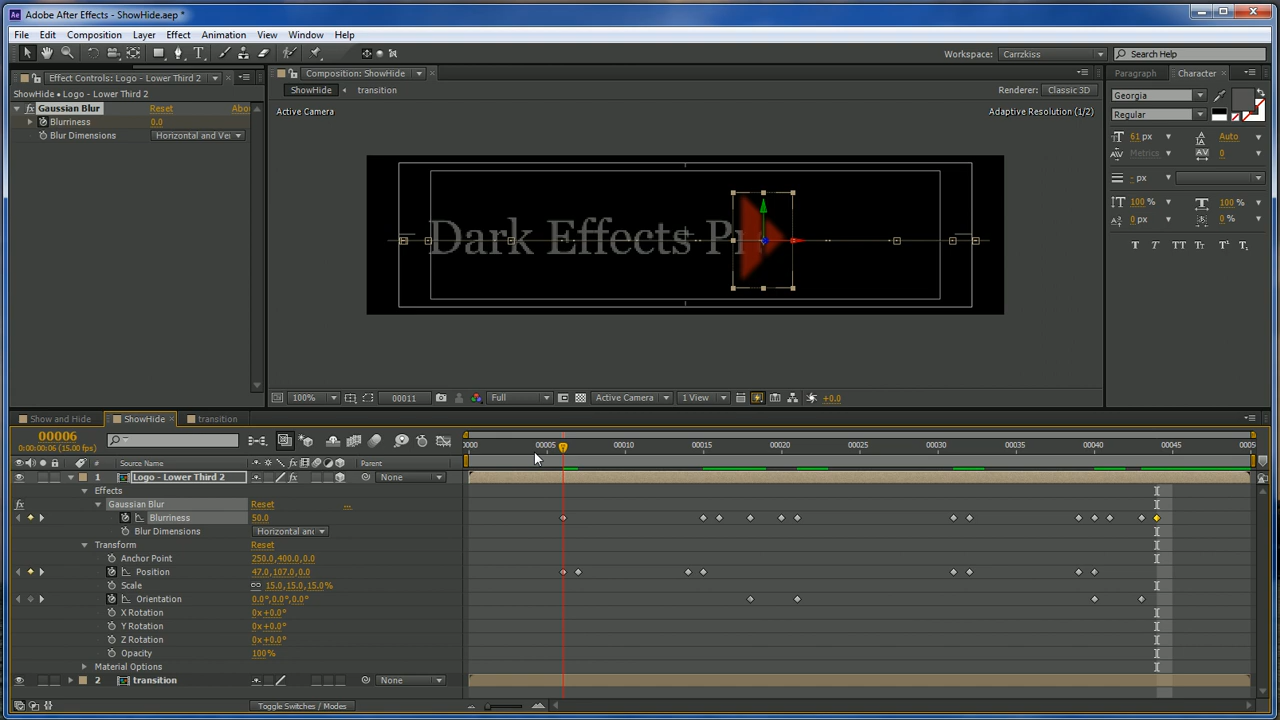 Adobe After Effects - ShowHide.aep *
File Edit Composition Layer Effect Animation View Window Help
Workspace: Carrzkiss Search Help
Effect Controls: Logo - Lower Third 2
Composition: ShowHide
Paragraph Character
ShowHide • Logo - Lower Third 2
ShowHide transition
Renderer: Classic 3D
Gaussian Blur Reset Abou
Blurriness 0.0
Blur Dimensions Horizontal and Ver
Active Camera
Adaptive Resolution (1/2)
Georgia
Regular
61 px Auto
Metrics 0
- px
100 % 100 %
0 px 0 %
T T TT Tt T¹ T₁
Dark Effects Pr
100% 00011 Full Active Camera 1 View +0.0
Show and Hide ShowHide transition
00006
0:00:00:06 (15.00 fps)
0000 00005 00010 00015 00020 00025 00030 00035 00040 00045 0005
# Source Name Parent
1 Logo - Lower Third 2 None
Effects
Gaussian Blur Reset ...
Blurriness 50.0
Blur Dimensions Horizontal and
Transform Reset
Anchor Point 250.0,400.0,0.0
Position 47.0,107.0,0.0
Scale 15.0,15.0,15.0%
Orientation 0.0°,0.0°,0.0°
X Rotation 0x+0.0°
Y Rotation 0x+0.0°
Z Rotation 0x+0.0°
Opacity 100%
Material Options
2 transition None
Toggle Switches / Modes